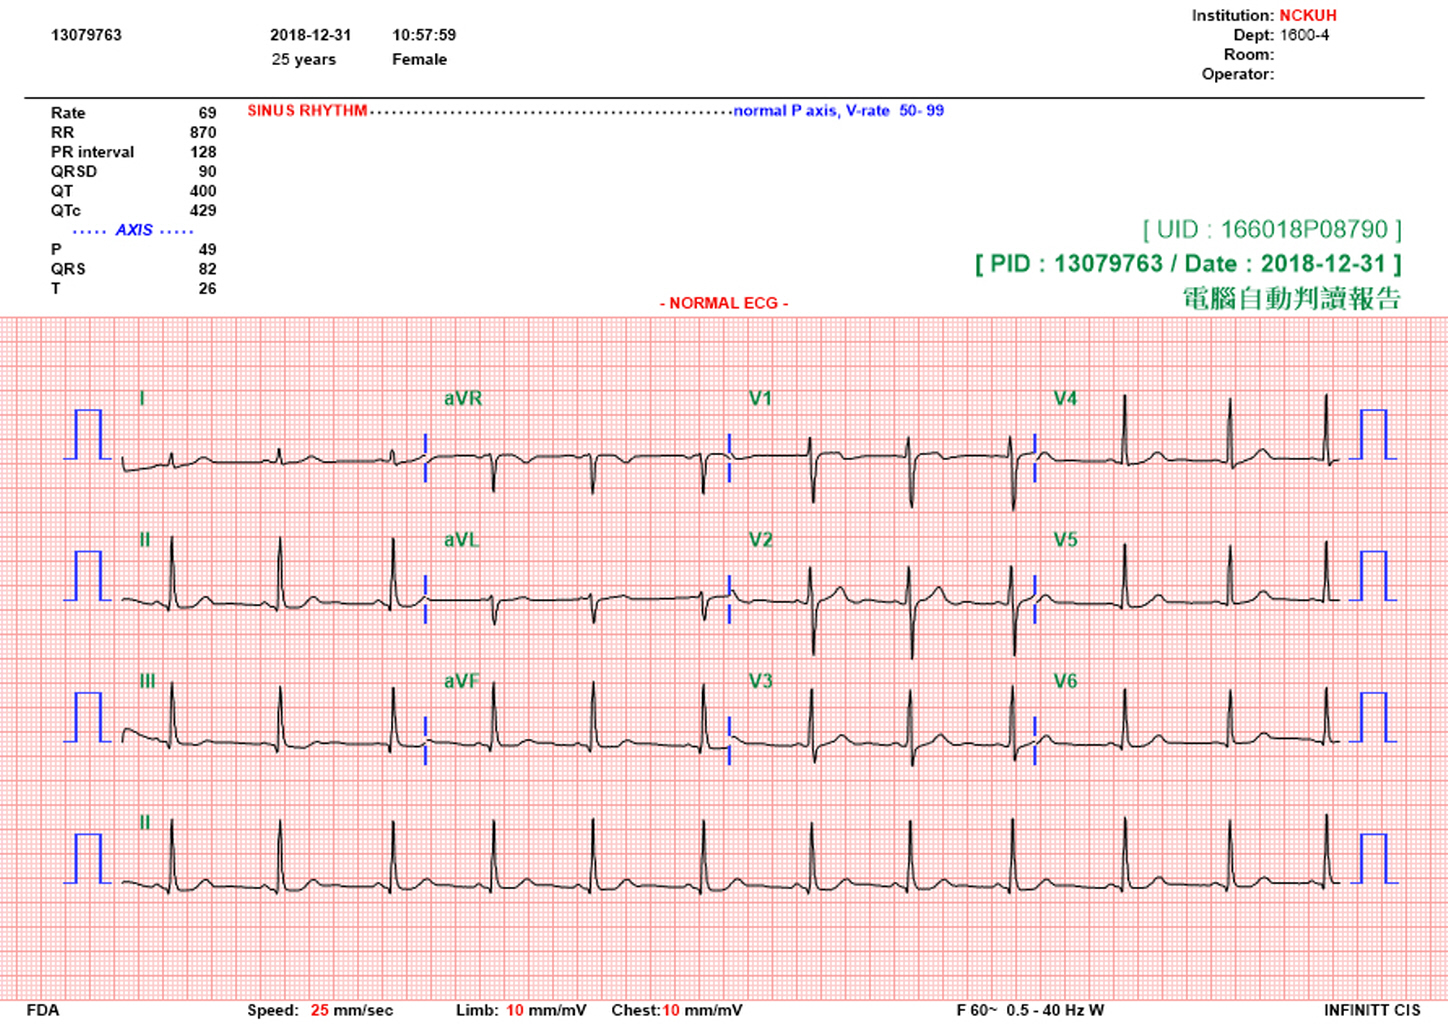 Institution: NCKUH
13079763 2018-12-31 10:57:59 Dept: 1600-4
25 years Female Room:
Operator:
Rate 69 SINUS RHYTHM normal P axis, V-rate 50- 99
RR 870
PR interval 128
QRSD 90
QT 400
QTc 429
····· AXIS ·····
P 49
QRS 82
T 26
[ UID : 166018P08790 ]
[ PID : 13079763 / Date : 2018-12-31 ]
電腦自動判讀報告
- NORMAL ECG -
I aVR V1 V4
II aVL V2 V5
III aVF V3 V6
II
FDA Speed: 25 mm/sec Limb: 10 mm/mV Chest:10 mm/mV F 60~ 0.5 - 40 Hz W INFINITT CIS